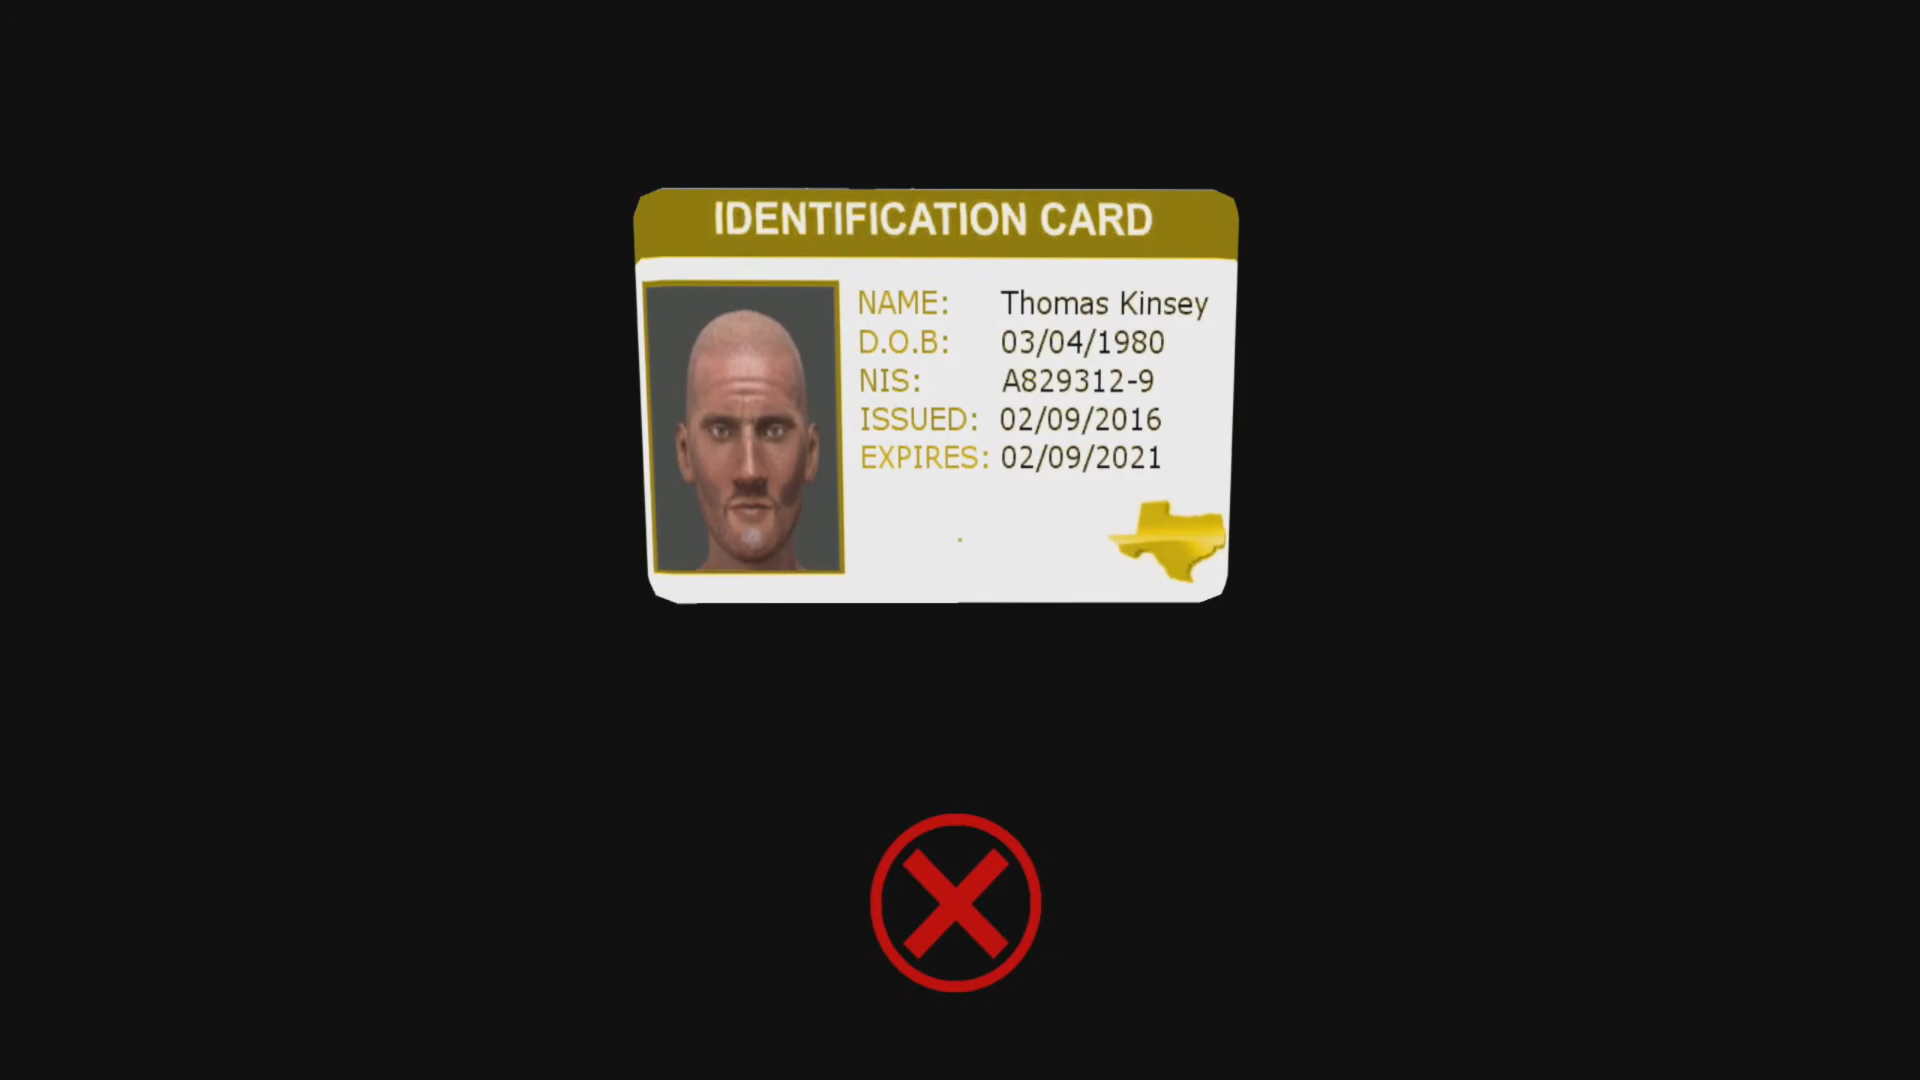 IDENTIFICATION CARD
NAME: Thomas Kinsey
D.O.B: 03/04/1980
NIS: A829312-9
ISSUED: 02/09/2016
EXPIRES: 02/09/2021